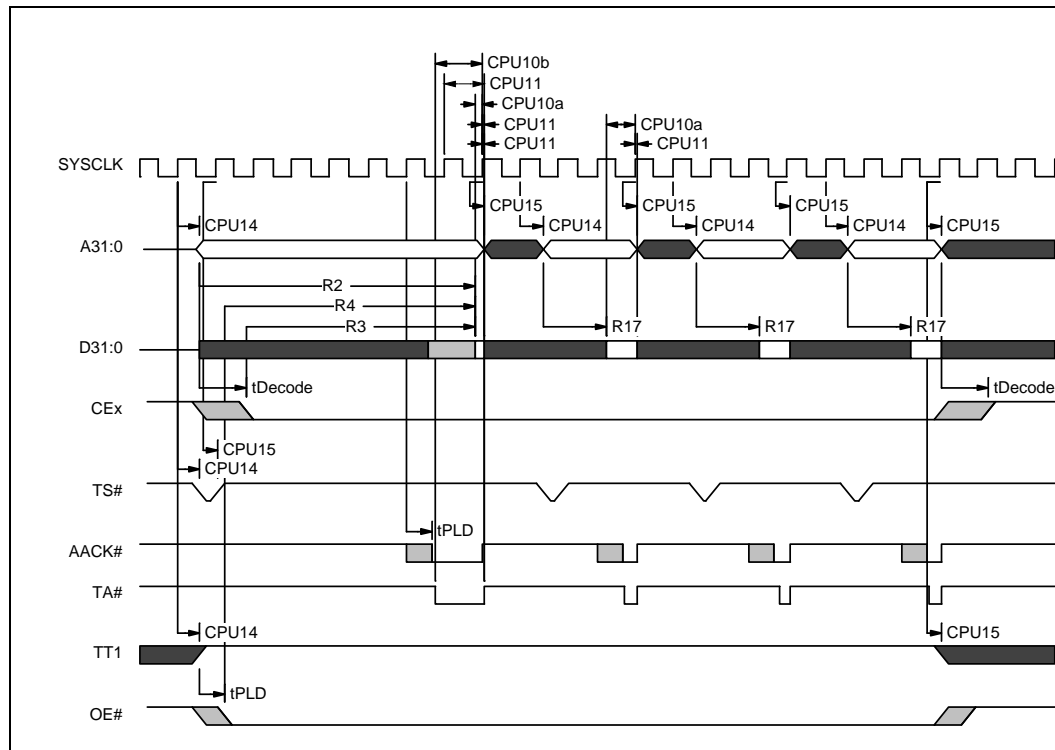 CPU10b
CPU11
CPU10a
CPU11 CPU10a
CPU11 CPU11
SYSCLK
CPU15 CPU15 CPU15
CPU14 CPU14 CPU14 CPU14 CPU15
A31:0
R2
R4
R3 R17 R17 R17
D31:0
tDecode tDecode
CEx
CPU15
CPU14
TS#
tPLD
AACK#
TA#
CPU14 CPU15
TT1
tPLD
OE#